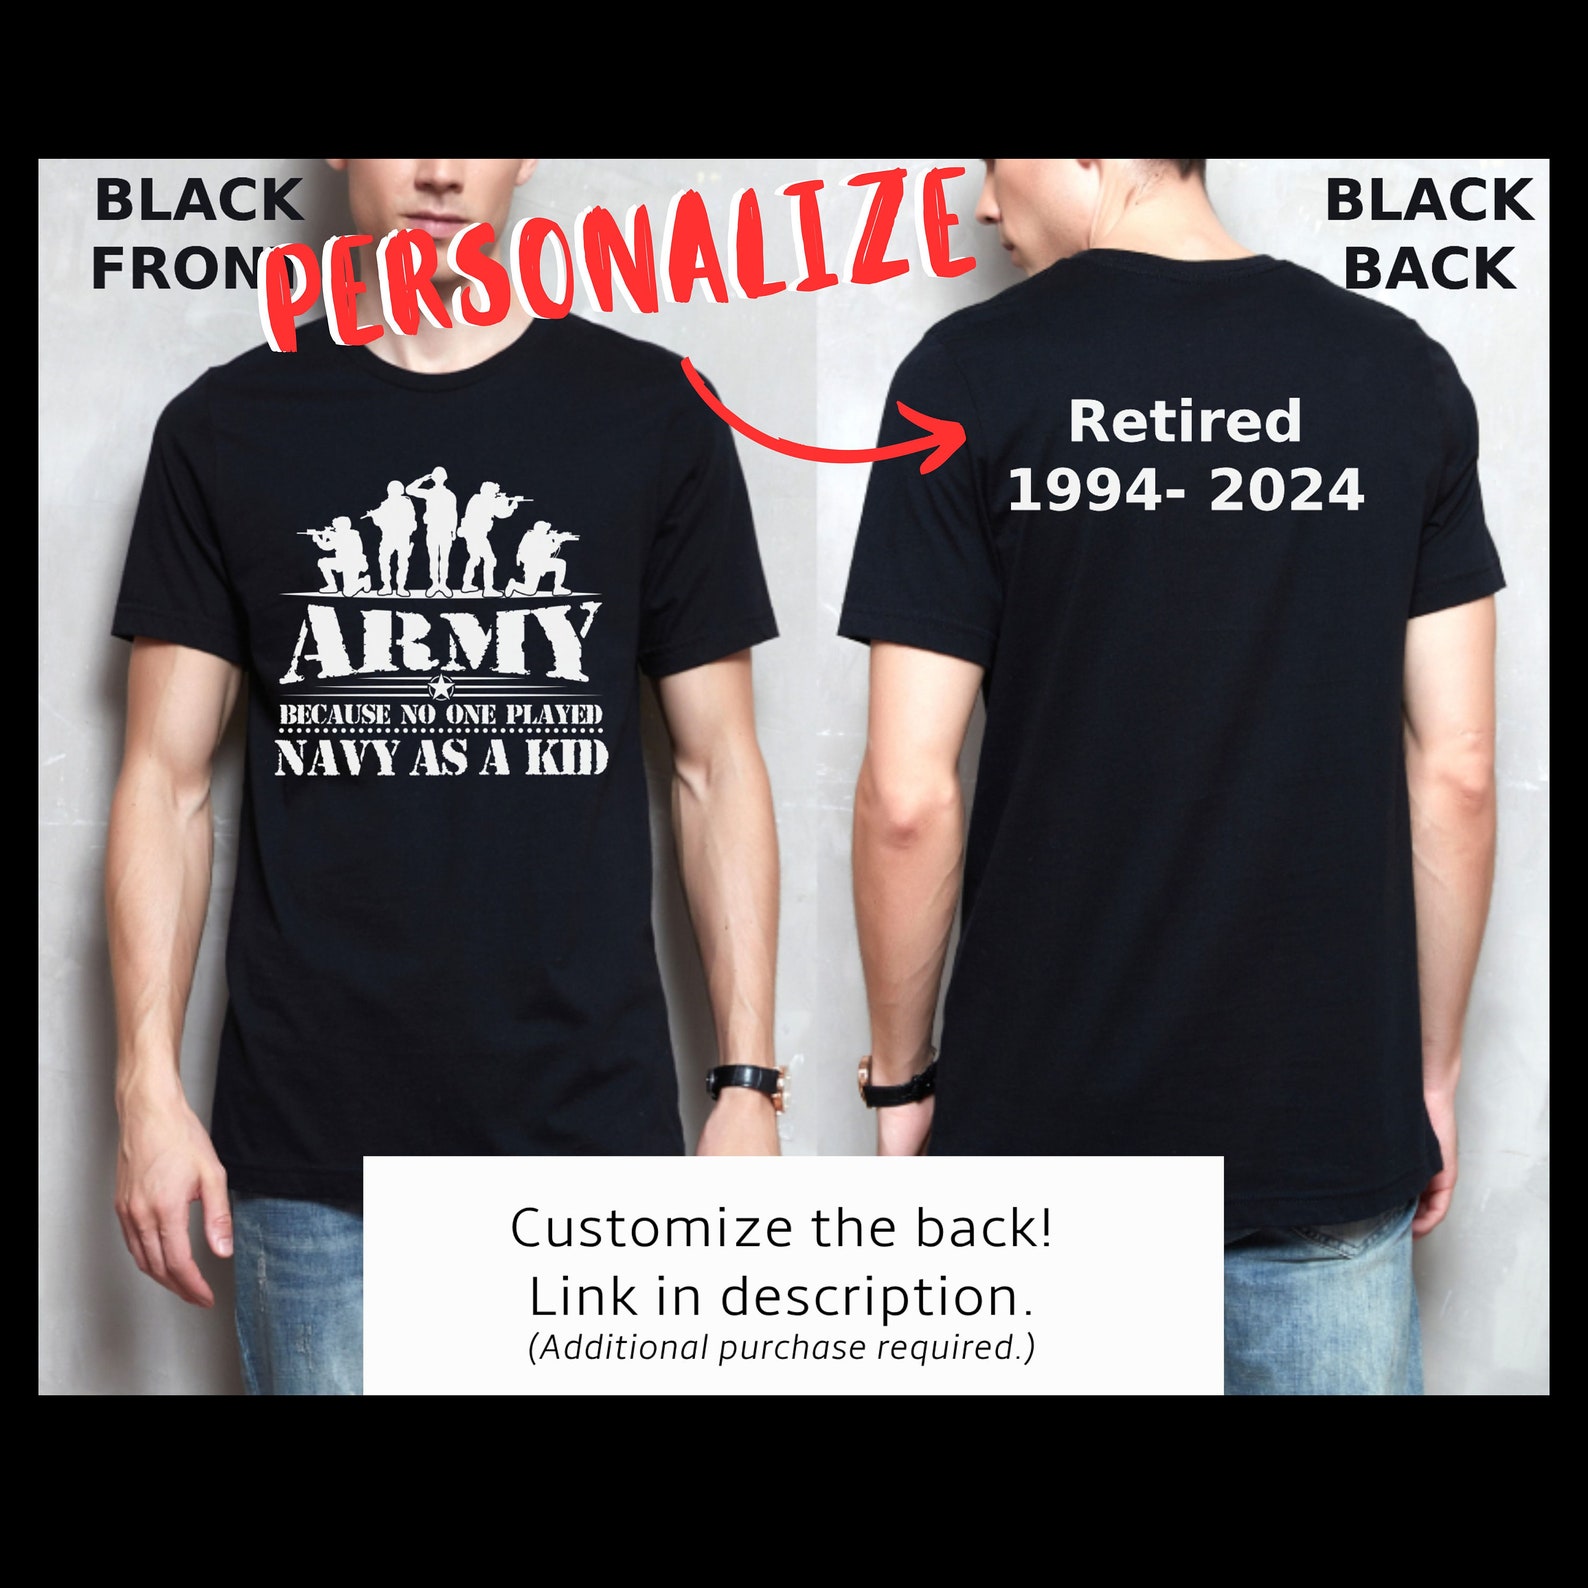 BLACK
FRONT
PERSONALIZE
BLACK
BACK
Retired
1994- 2024
ARMY
BECAUSE NO ONE PLAYED
NAVY AS A KID
Customize the back!
Link in description.
(Additional purchase required.)